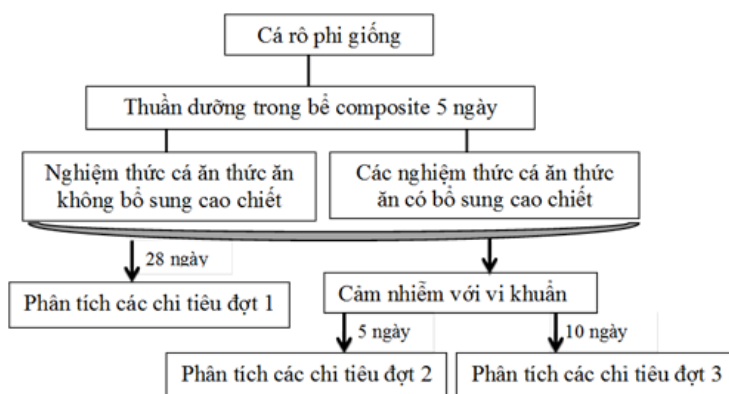 Cá rô phi giống
Thuần dưỡng trong bể composite 5 ngày
Nghiệm thức cá ăn thức ăn
không bổ sung cao chiết
Các nghiệm thức cá ăn thức
ăn có bổ sung cao chiết
28 ngày
Phân tích các chi tiêu đợt 1
Cảm nhiễm với vi khuẩn
5 ngày
10 ngày
Phân tích các chi tiêu đợt 2
Phân tích các chi tiêu đợt 3